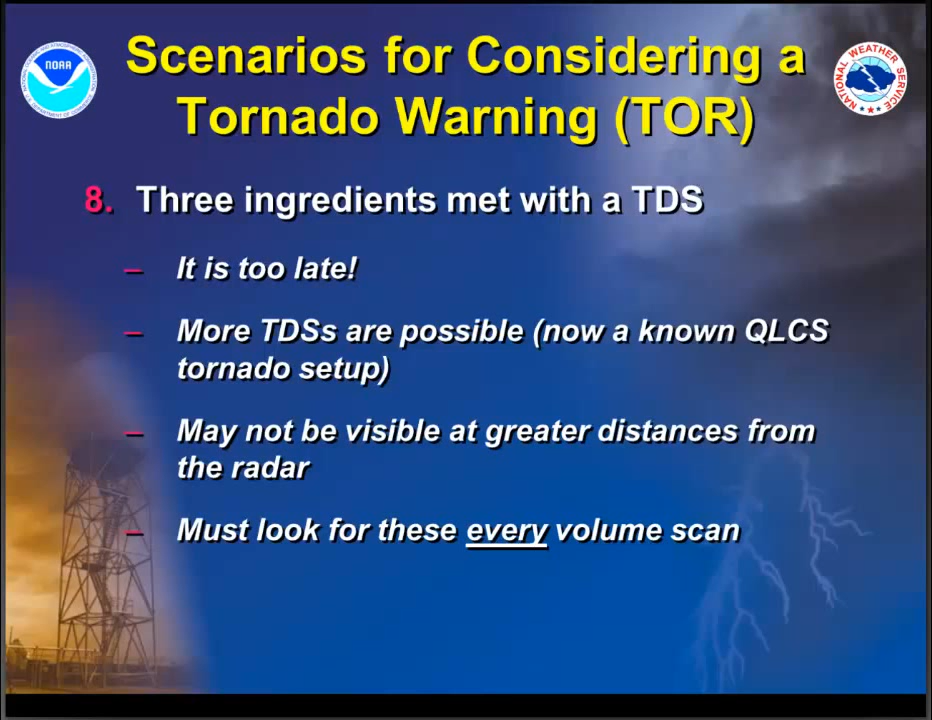 Scenarios for Considering a
Tornado Warning (TOR)
NOAA
NATIONAL WEATHER SERVICE
8. Three ingredients met with a TDS
– It is too late!
– More TDSs are possible (now a known QLCS
tornado setup)
– May not be visible at greater distances from
the radar
– Must look for these every volume scan